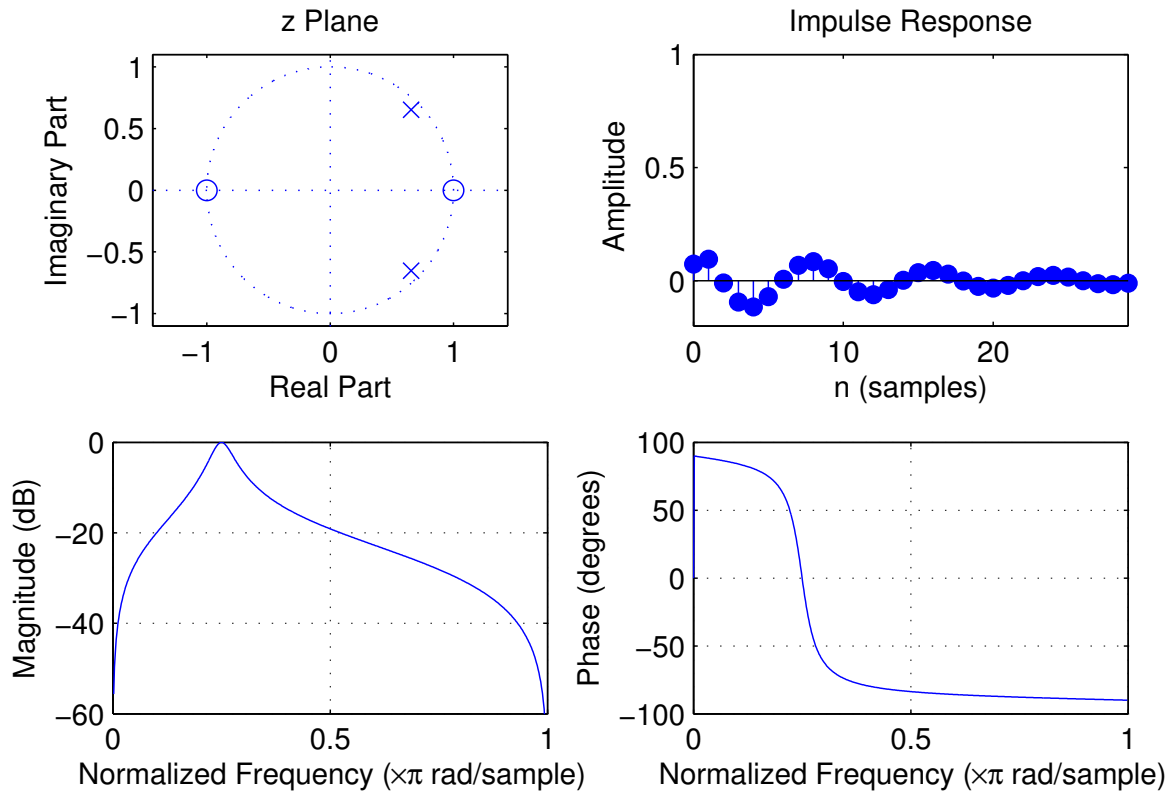 z Plane
1
0.5
0
−0.5
−1
−1
0
1
Imaginary Part
Real Part
Impulse Response
1
0.5
0
0
10
20
Amplitude
n (samples)
0
−20
−40
−60
0
0.5
1
Magnitude (dB)
Normalized Frequency (×π rad/sample)
100
50
0
−50
−100
0
0.5
1
Phase (degrees)
Normalized Frequency (×π rad/sample)